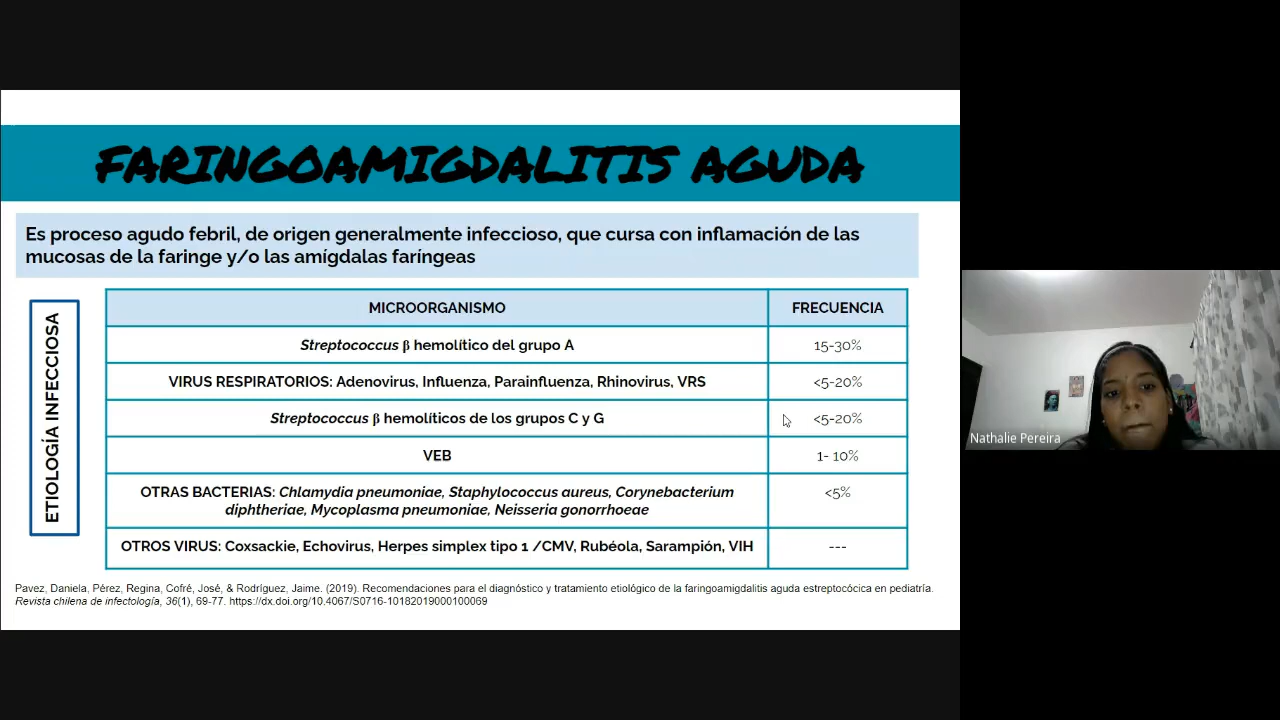 FARINGOAMIGDALITIS AGUDA
Es proceso agudo febril, de origen generalmente infeccioso, que cursa con inflamación de las
mucosas de la faringe y/o las amígdalas faríngeas
ETIOLOGÍA INFECCIOSA
MICROORGANISMO FRECUENCIA
Streptococcus β hemolítico del grupo A 15-30%
VIRUS RESPIRATORIOS: Adenovirus, Influenza, Parainfluenza, Rhinovirus, VRS <5-20%
Streptococcus β hemolíticos de los grupos C y G <5-20%
VEB 1- 10%
OTRAS BACTERIAS: Chlamydia pneumoniae, Staphylococcus aureus, Corynebacterium <5%
diphtheriae, Mycoplasma pneumoniae, Neisseria gonorrhoeae
OTROS VIRUS: Coxsackie, Echovirus, Herpes simplex tipo 1 /CMV, Rubéola, Sarampión, VIH ---
Pavez, Daniela, Pérez, Regina, Cofré, José, & Rodríguez, Jaime. (2019). Recomendaciones para el diagnóstico y tratamiento etiológico de la faringoamigdalitis aguda estreptocócica en pediatría.
Revista chilena de infectología, 36(1), 69-77. https://dx.doi.org/10.4067/S0716-10182019000100069
Nathalie Pereira